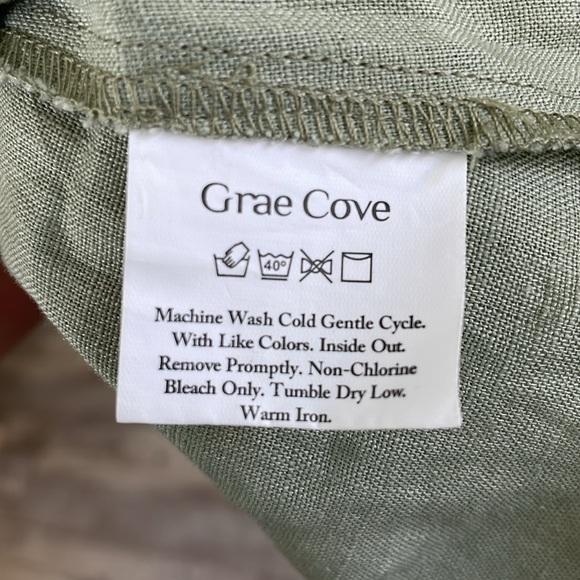 Grae Cove
40°
Machine Wash Cold Gentle Cycle.
With Like Colors. Inside Out.
Remove Promptly. Non-Chlorine
Bleach Only. Tumble Dry Low.
Warm Iron.